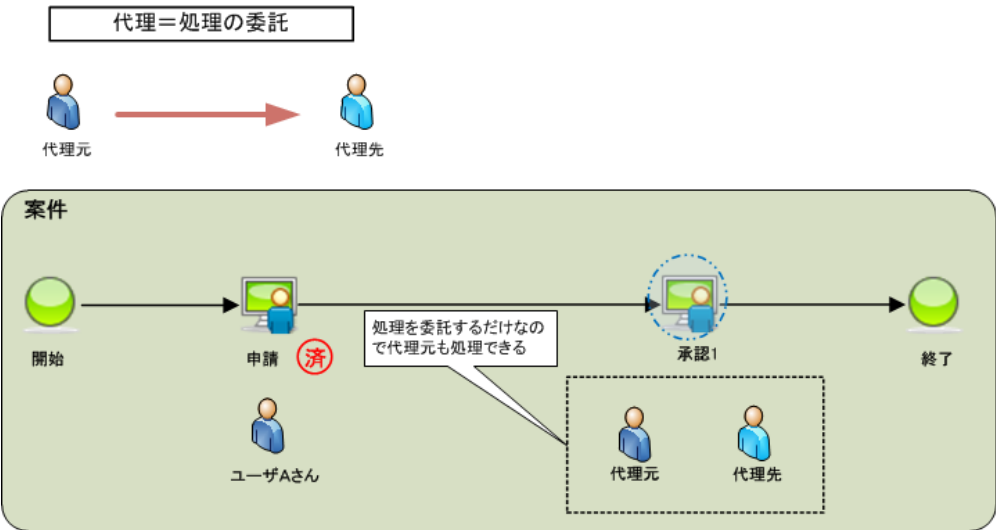 代理＝処理の委託
代理元
代理先
案件
開始
申請
済
処理を委託するだけなの
で代理元も処理できる
承認1
終了
ユーザAさん
代理元
代理先